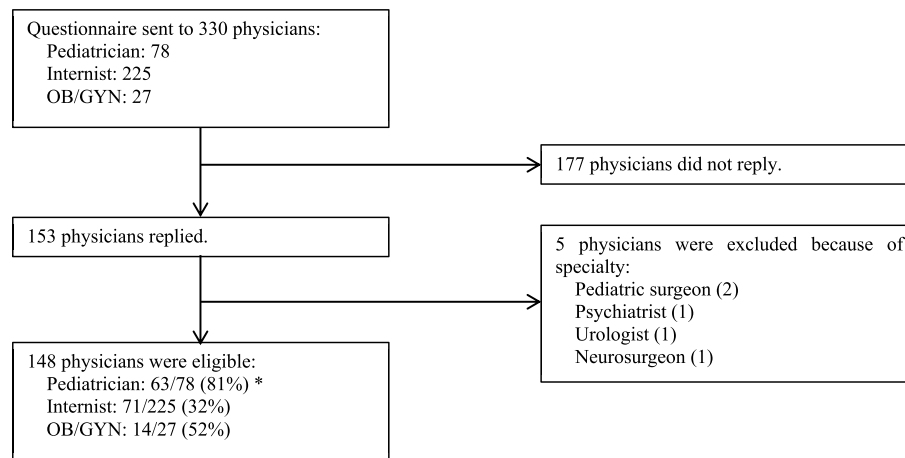 Questionnaire sent to 330 physicians:
Pediatrician: 78
Internist: 225
OB/GYN: 27
177 physicians did not reply.
153 physicians replied.
5 physicians were excluded because of
specialty:
Pediatric surgeon (2)
Psychiatrist (1)
Urologist (1)
Neurosurgeon (1)
148 physicians were eligible:
Pediatrician: 63/78 (81%) *
Internist: 71/225 (32%)
OB/GYN: 14/27 (52%)